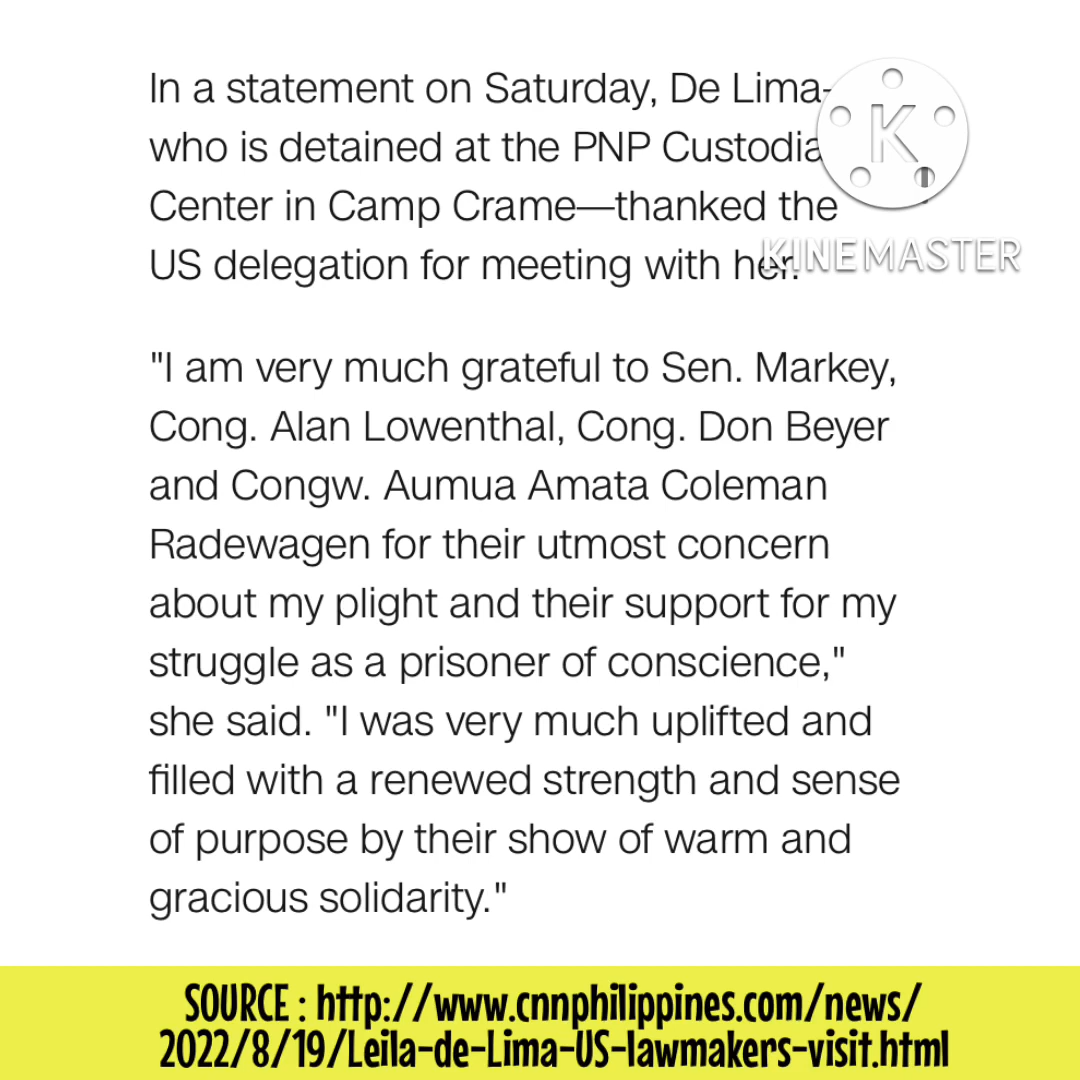 In a statement on Saturday, De Lima-
who is detained at the PNP Custodia
Center in Camp Crame—thanked the
US delegation for meeting with her.
K
KINEMASTER
"I am very much grateful to Sen. Markey,
Cong. Alan Lowenthal, Cong. Don Beyer
and Congw. Aumua Amata Coleman
Radewagen for their utmost concern
about my plight and their support for my
struggle as a prisoner of conscience,"
she said. "I was very much uplifted and
filled with a renewed strength and sense
of purpose by their show of warm and
gracious solidarity."
SOURCE : http://www.cnnphilippines.com/news/
2022/8/19/Leila-de-Lima-US-lawmakers-visit.html